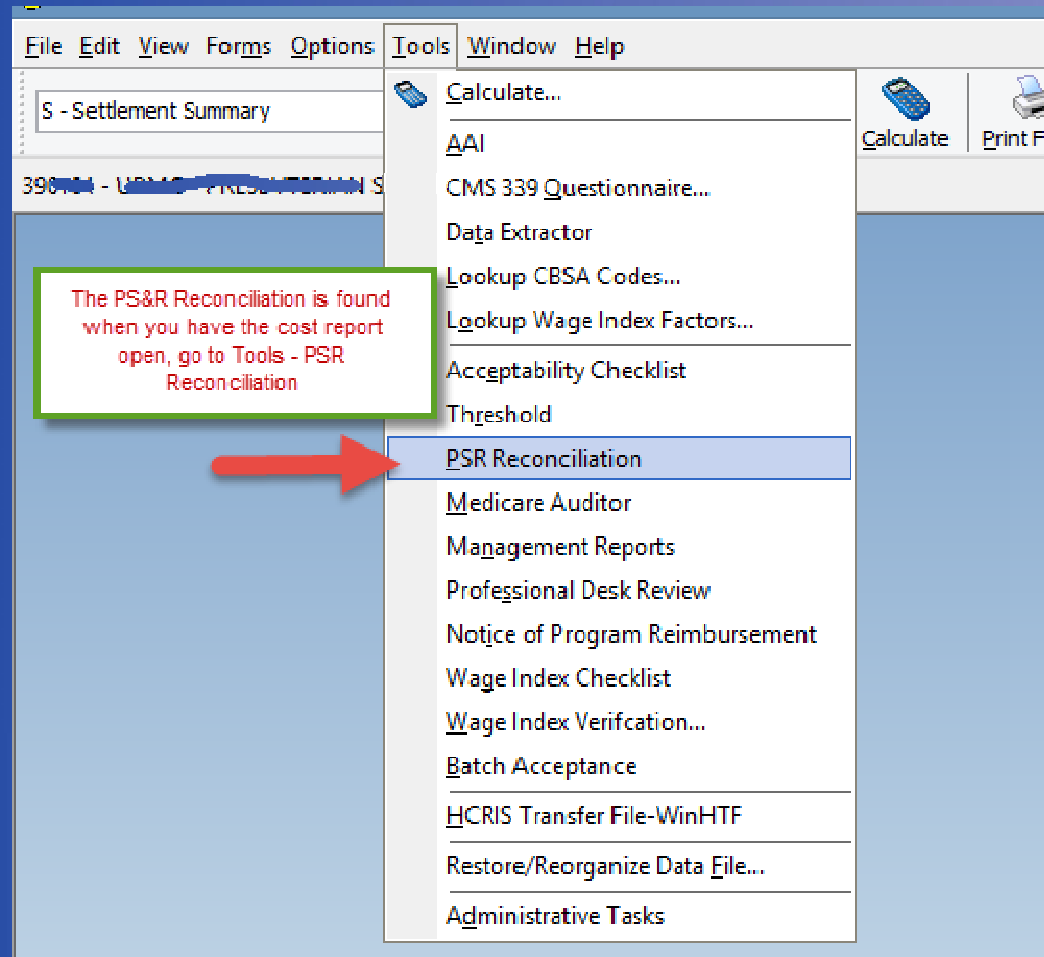 File Edit View Forms Options Tools Window Help
S - Settlement Summary
Calculate
Print F
Calculate...
AAI
CMS 339 Questionnaire...
Data Extractor
Lookup CBSA Codes...
Lookup Wage Index Factors...
Acceptability Checklist
Threshold
PSR Reconciliation
Medicare Auditor
Management Reports
Professional Desk Review
Notice of Program Reimbursement
Wage Index Checklist
Wage Index Verifcation...
Batch Acceptance
HCRIS Transfer File-WinHTF
Restore/Reorganize Data File...
Administrative Tasks
The PS&R Reconciliation is found
when you have the cost report
open, go to Tools - PSR
Reconciliation